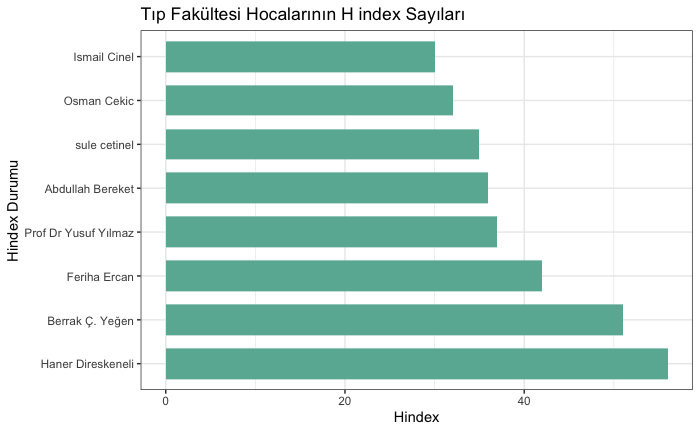 Tıp Fakültesi Hocalarının H index Sayıları
Hindex Durumu
Ismail Cinel
Osman Cekic
sule cetinel
Abdullah Bereket
Prof Dr Yusuf Yılmaz
Feriha Ercan
Berrak Ç. Yeğen
Haner Direskeneli
0 20 40
Hindex